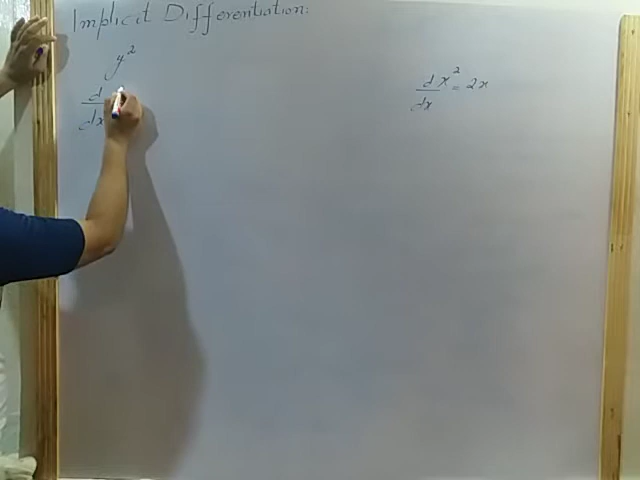 Implicit Differentiation:
y²
d/dx
d/dx x² = 2x